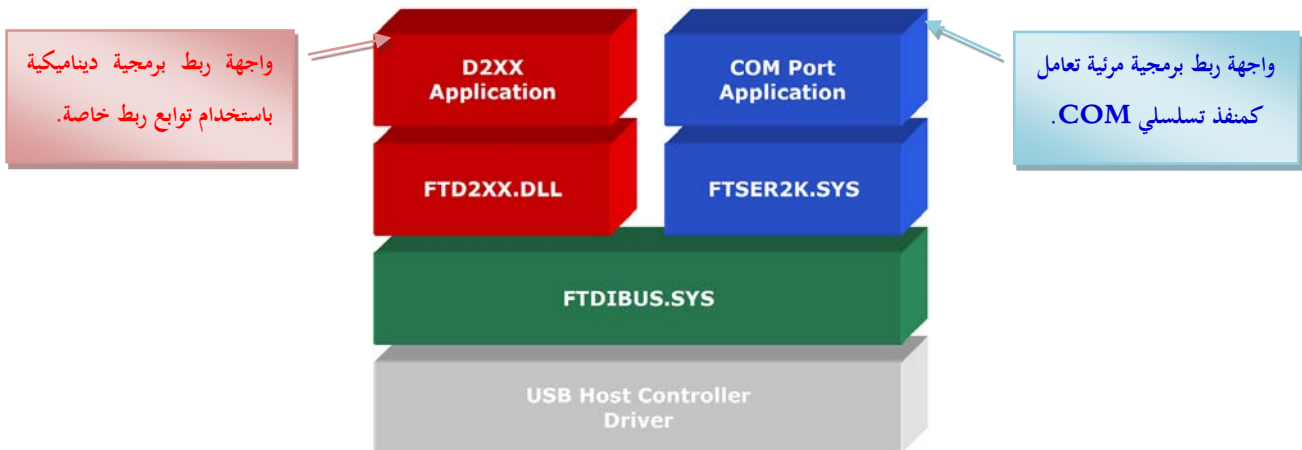 واجهة ربط برمجية ديناميكية
باستخدام توابع ربط خاصة.
D2XX
Application
COM Port
Application
واجهة ربط برمجية مرئية تعامل
كمنفذ تسلسلي COM.
FTD2XX.DLL
FTSER2K.SYS
FTDIBUS.SYS
USB Host Controller
Driver